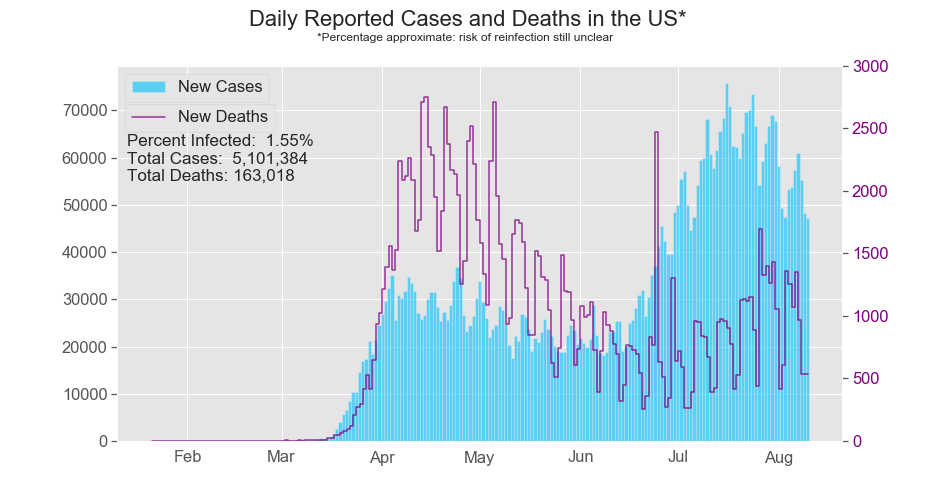 Daily Reported Cases and Deaths in the US*
*Percentage approximate: risk of reinfection still unclear
New Cases
New Deaths
Percent Infected:  1.55%
Total Cases:  5,101,384
Total Deaths: 163,018
70000
60000
50000
40000
30000
20000
10000
0
3000
2500
2000
1500
1000
500
0
Feb Mar Apr May Jun Jul Aug